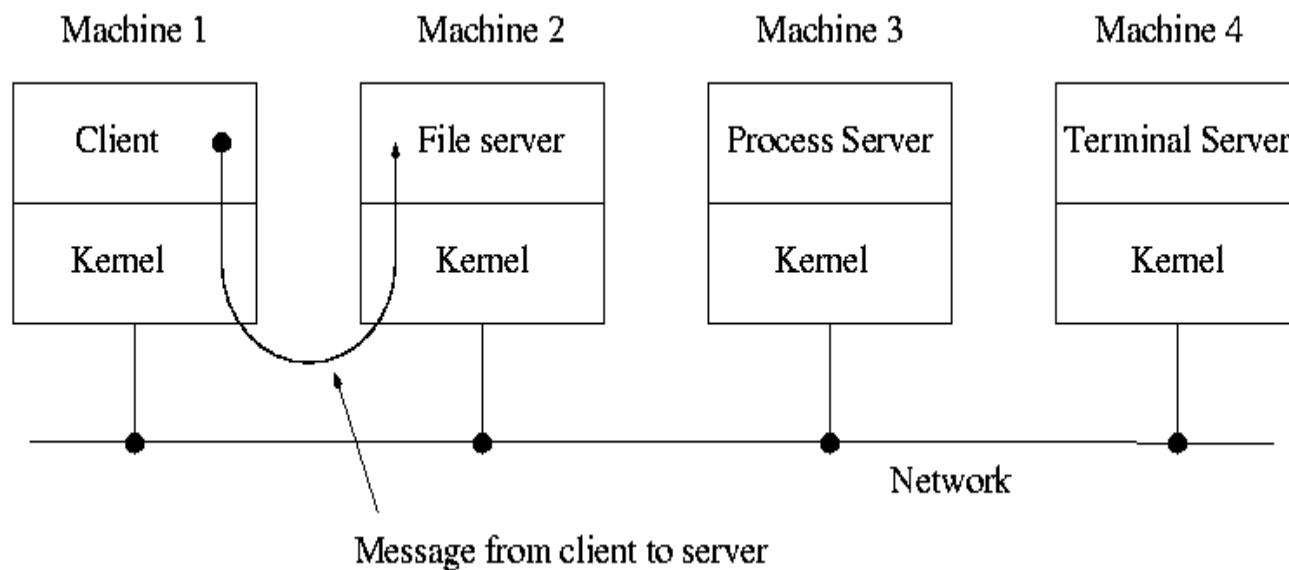 Machine 1
Machine 2
Machine 3
Machine 4
Client
File server
Process Server
Terminal Server
Kernel
Kernel
Kernel
Kernel
Network
Message from client to server